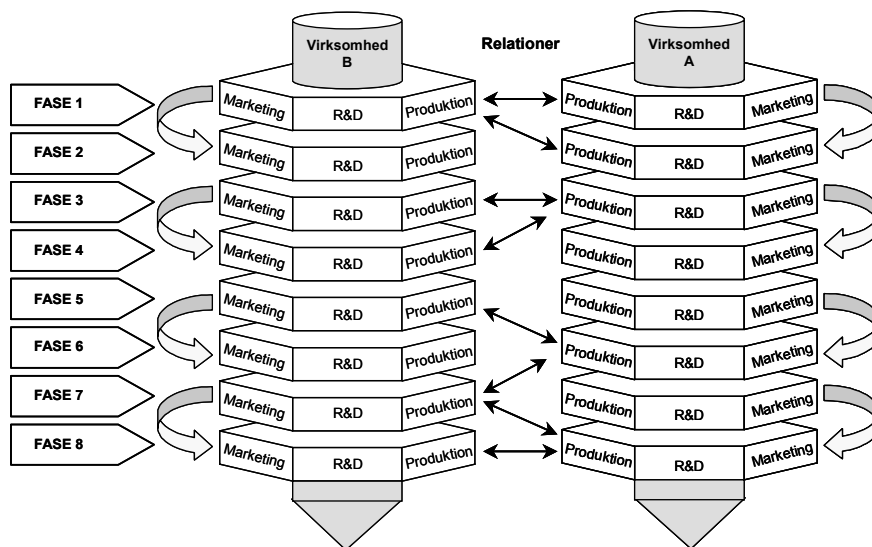 Virksomhed
B
Relationer
Virksomhed
A
FASE 1
Marketing R&D Produktion Produktion R&D Marketing
FASE 2
Marketing R&D Produktion Produktion R&D Marketing
FASE 3
Marketing R&D Produktion Produktion R&D Marketing
FASE 4
Marketing R&D Produktion Produktion R&D Marketing
FASE 5
Marketing R&D Produktion Produktion R&D Marketing
FASE 6
Marketing R&D Produktion Produktion R&D Marketing
FASE 7
Marketing R&D Produktion Produktion R&D Marketing
FASE 8
Marketing R&D Produktion Produktion R&D Marketing